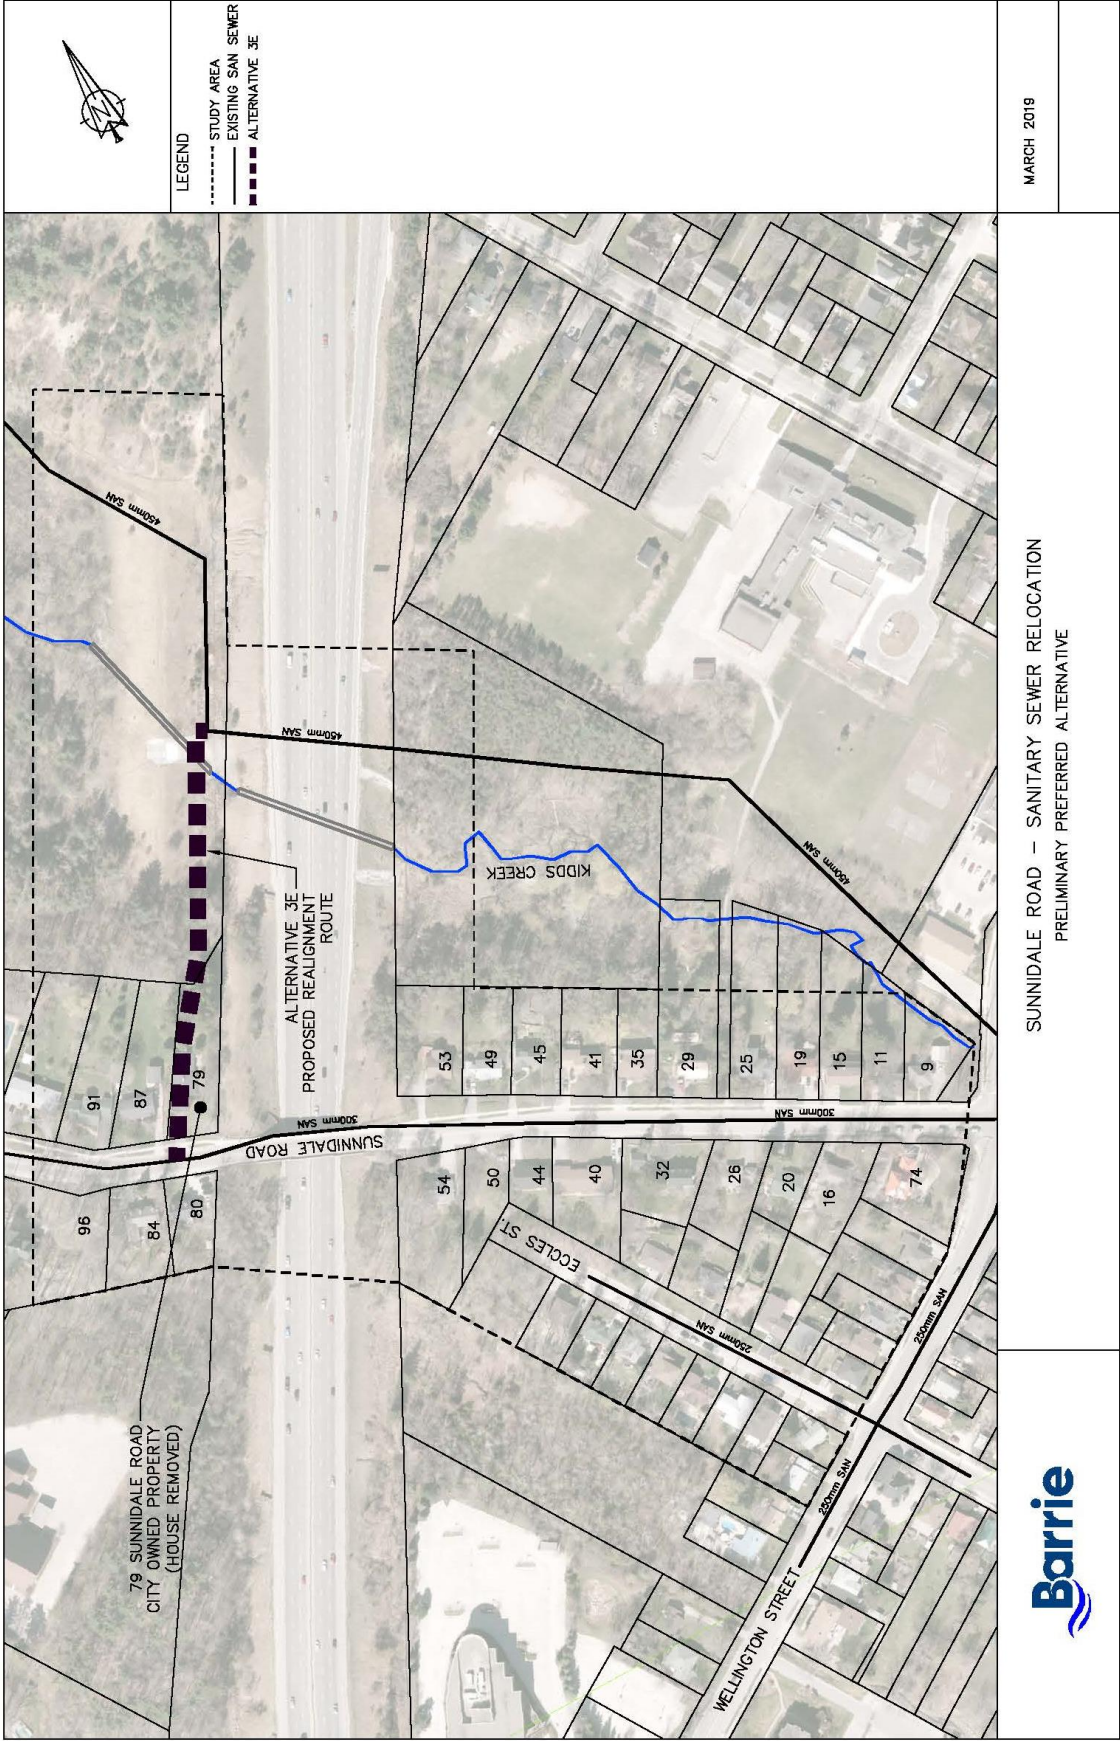 LEGEND
STUDY AREA
EXISTING SAN SEWER
ALTERNATIVE 3E
N
79 SUNNIDALE ROAD
CITY OWNED PROPERTY
(HOUSE REMOVED)
96
84
80
91
87
79
SUNNIDALE ROAD
300mm SAN
ALTERNATIVE 3E
PROPOSED REALIGNMENT
ROUTE
450mm SAN
450mm SAN
KIDDS CREEK
450mm SAN
54
50
44
40
32
26
20
16
74
53
49
45
41
35
29
25
19
15
11
9
300mm SAN
ECCLES ST.
250mm SAN
250mm SAN
250mm SAN
WELLINGTON STREET
Barrie
SUNNIDALE ROAD – SANITARY SEWER RELOCATION
PRELIMINARY PREFERRED ALTERNATIVE
MARCH 2019